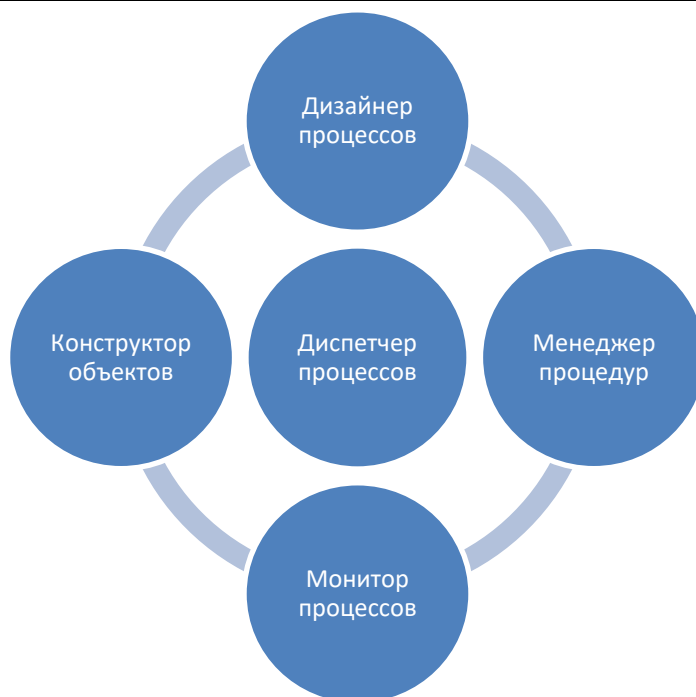 Дизайнер
процессов
Конструктор
объектов
Диспетчер
процессов
Менеджер
процедур
Монитор
процессов